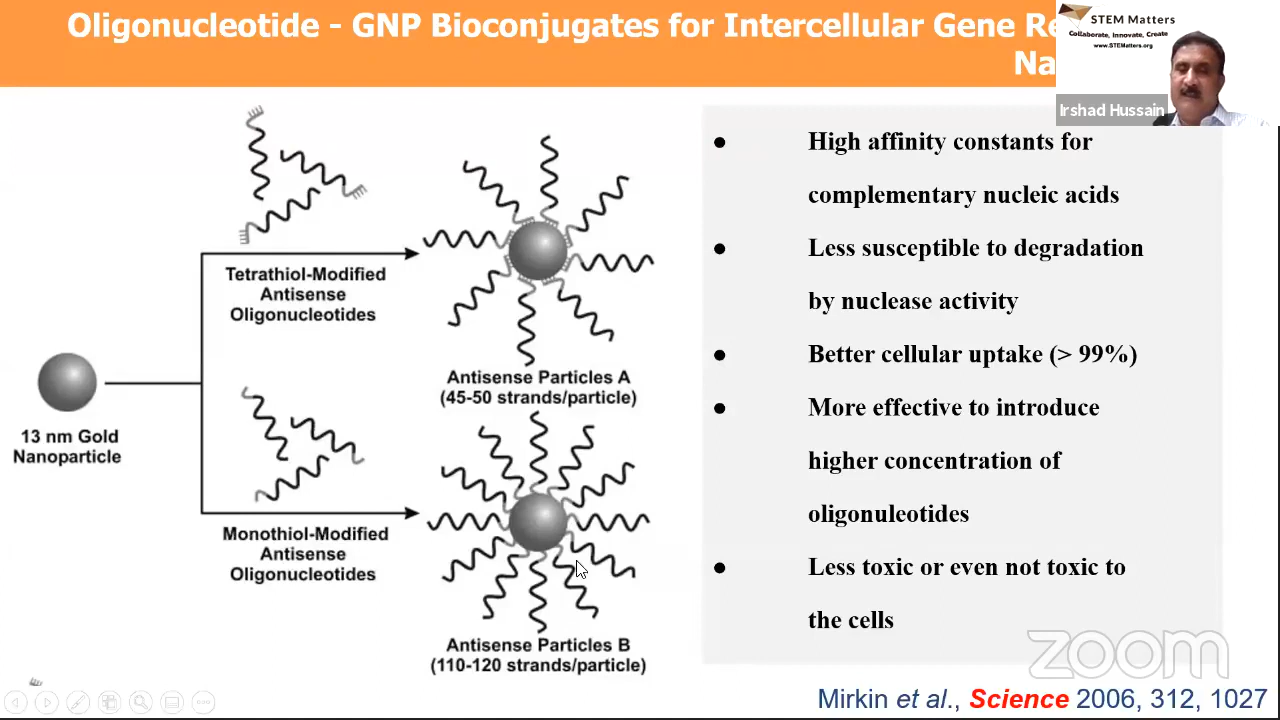 Oligonucleotide - GNP Bioconjugates for Intercellular Gene
STEM Matters
Collaborate, Innovate, Create
www.STEMatters.org
Irshad Hussain
Tetrathiol-Modified
Antisense
Oligonucleotides
Antisense Particles A
(45-50 strands/particle)
13 nm Gold
Nanoparticle
Monothiol-Modified
Antisense
Oligonucleotides
Antisense Particles B
(110-120 strands/particle)
● High affinity constants for
complementary nucleic acids
● Less susceptible to degradation
by nuclease activity
● Better cellular uptake (> 99%)
● More effective to introduce
higher concentration of
oligonuleotides
● Less toxic or even not toxic to
the cells
zoom
Mirkin et al., Science 2006, 312, 1027